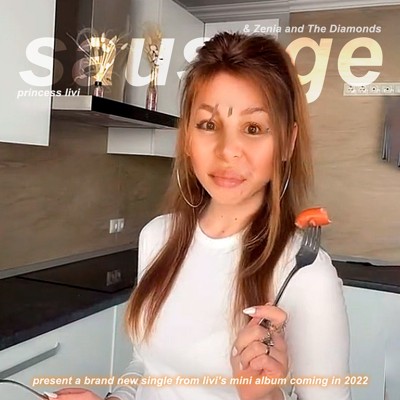 & Zenia and The Diamonds
sausage
princess livi
present a brand new single from livi's mini album coming in 2022